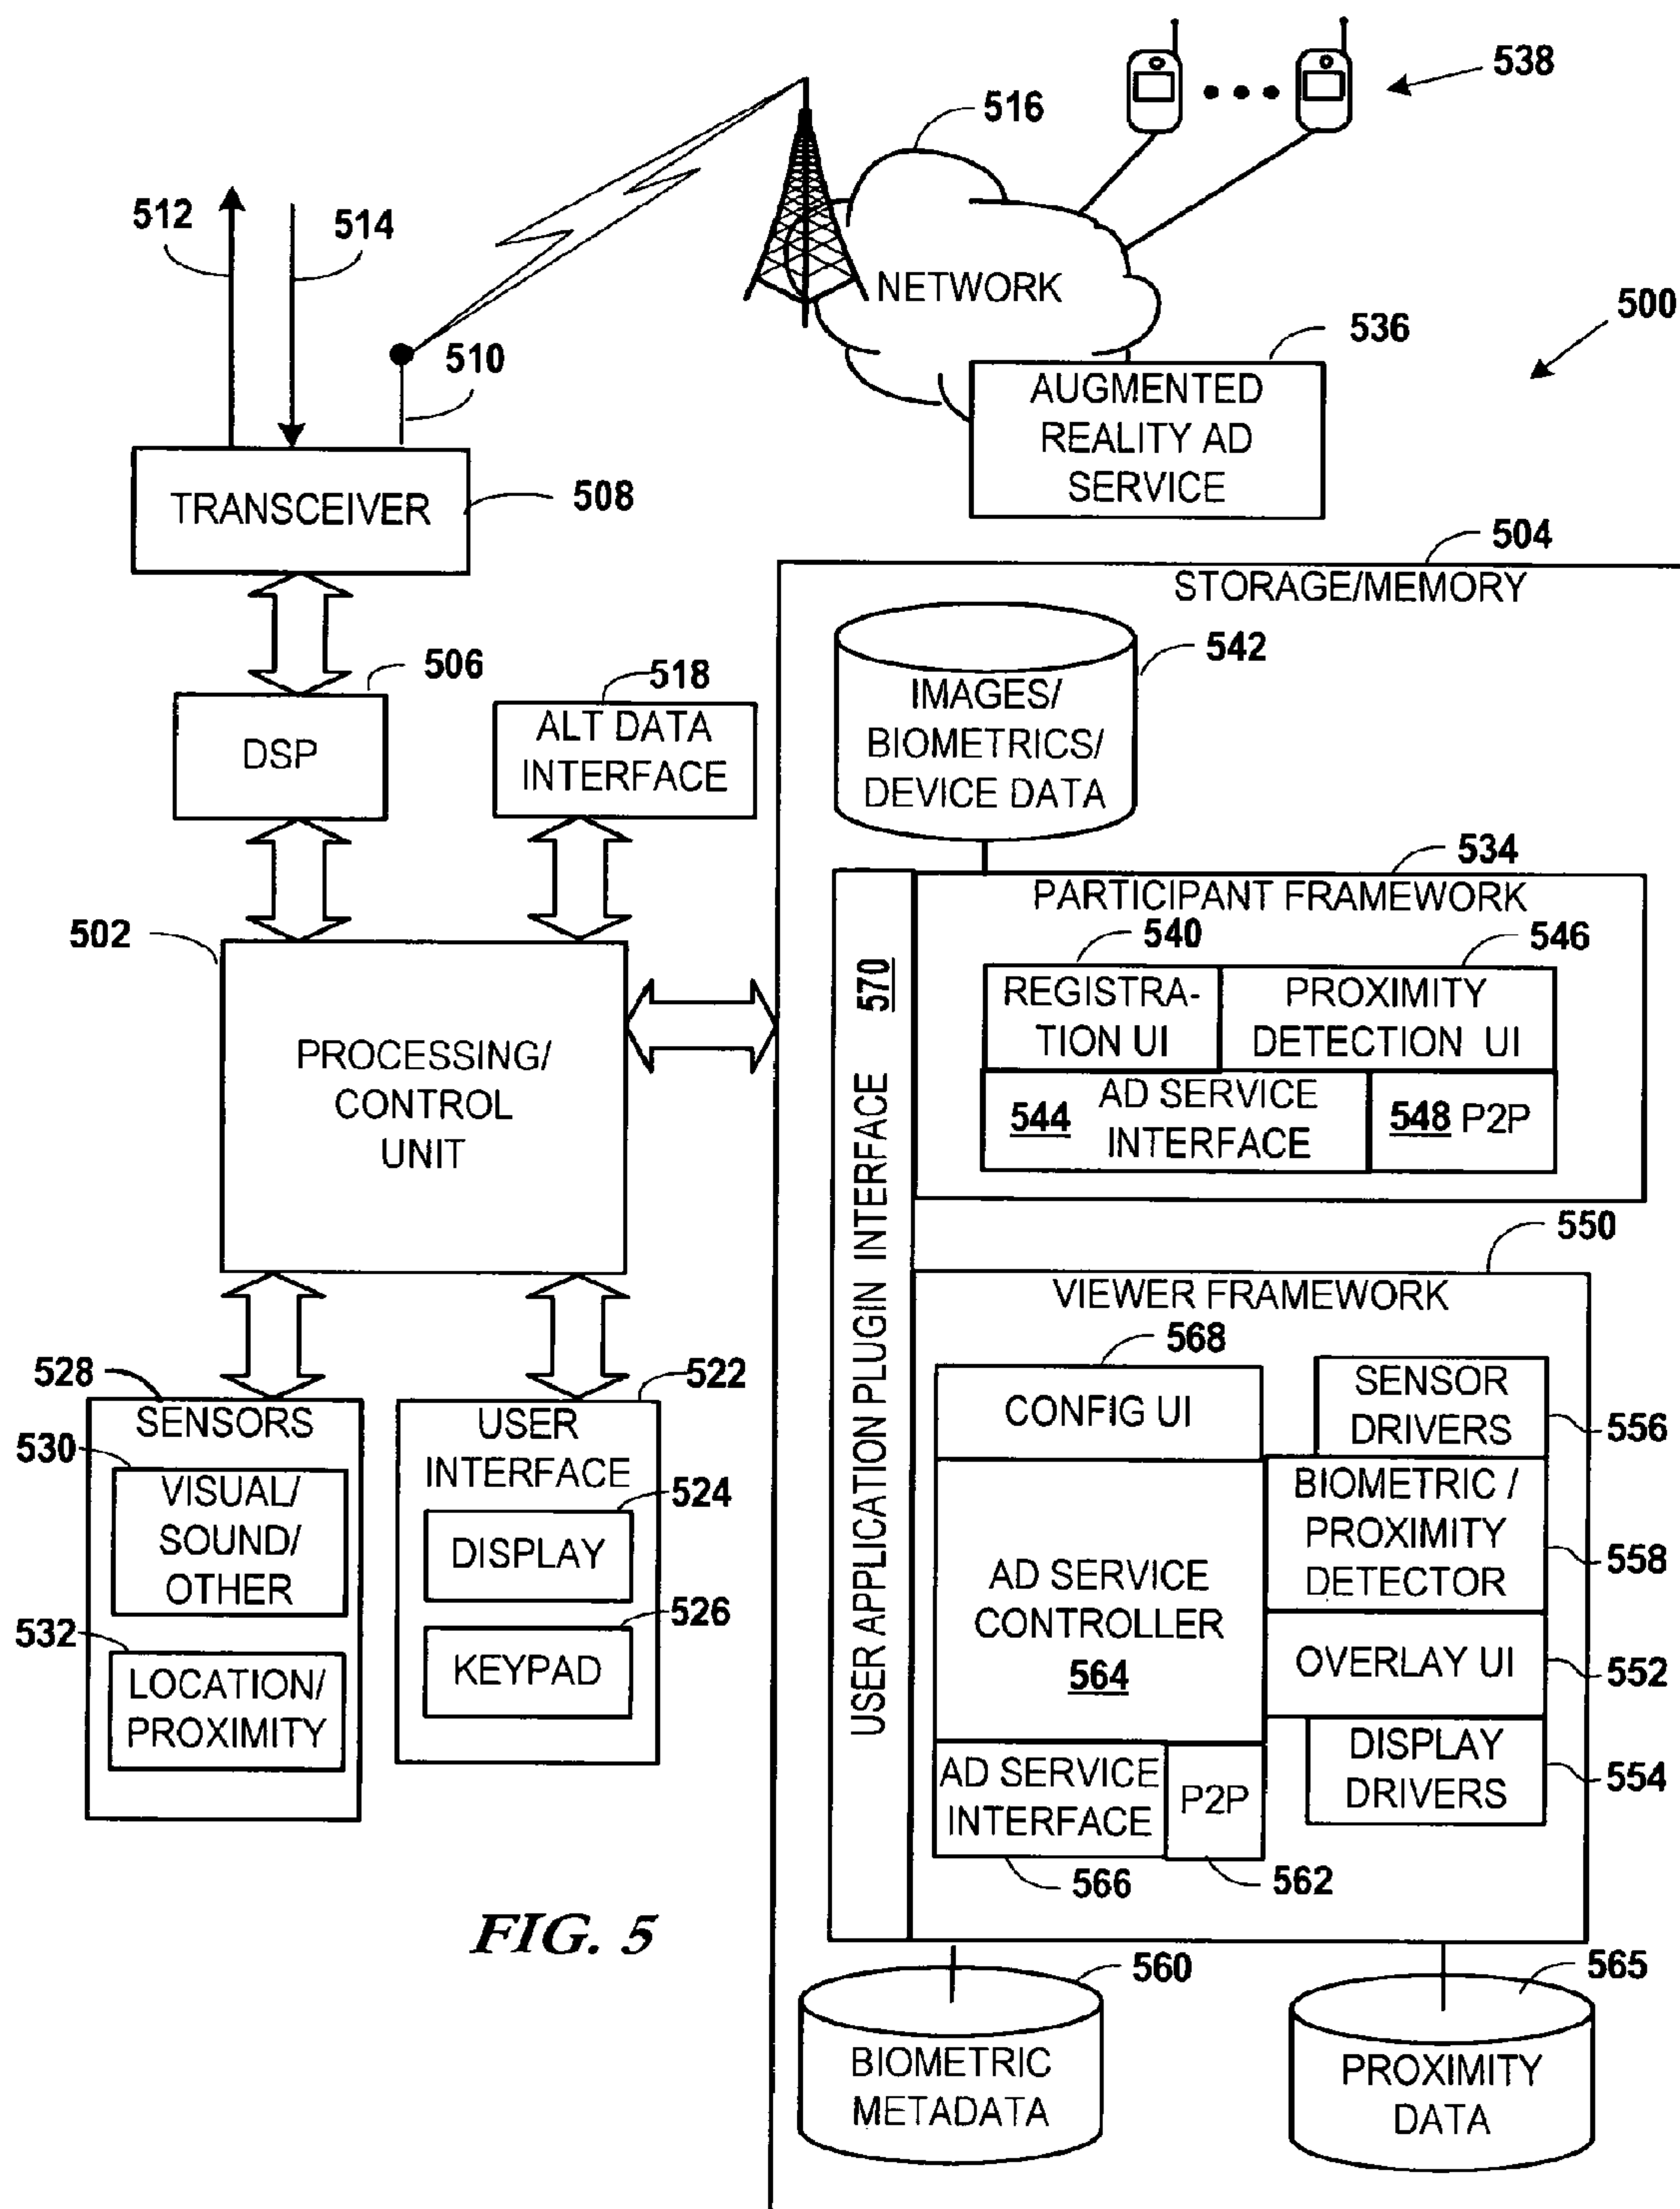 538
516
512
514
NETWORK
500
510
536
AUGMENTED
REALITY AD
SERVICE
TRANSCEIVER
508
504
STORAGE/MEMORY
506
518
542
DSP
ALT DATA
INTERFACE
IMAGES/
BIOMETRICS/
DEVICE DATA
534
PARTICIPANT FRAMEWORK
502
540
546
570
REGISTRA-
TION UI
PROXIMITY
DETECTION UI
PROCESSING/
CONTROL
UNIT
544
AD SERVICE
INTERFACE
548 P2P
USER APPLICATION PLUGIN INTERFACE
550
VIEWER FRAMEWORK
568
528
522
SENSORS
USER
INTERFACE
CONFIG UI
SENSOR
DRIVERS
556
530
VISUAL/
SOUND/
OTHER
524
DISPLAY
BIOMETRIC /
PROXIMITY
DETECTOR
558
AD SERVICE
CONTROLLER
564
532
526
LOCATION/
PROXIMITY
KEYPAD
OVERLAY UI
552
DISPLAY
DRIVERS
554
AD SERVICE
INTERFACE
P2P
566
562
FIG. 5
560
565
BIOMETRIC
METADATA
PROXIMITY
DATA